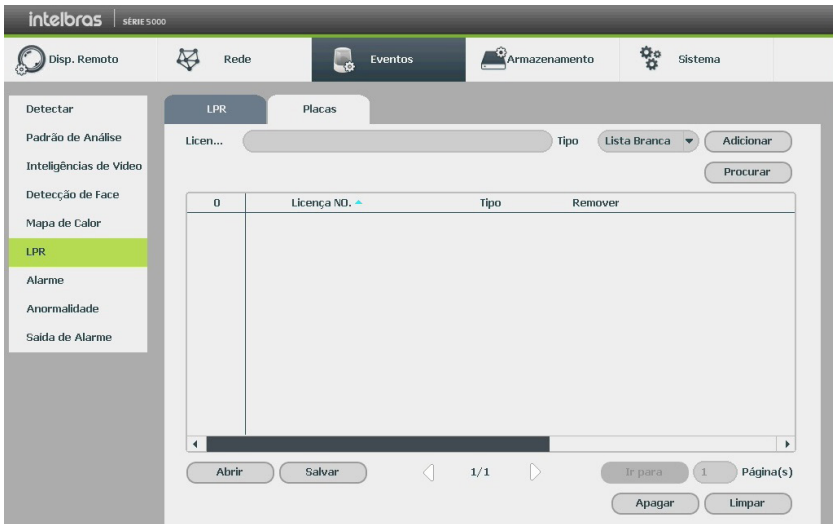 intelbras SÉRIE 5000
Disp. Remoto Rede Eventos Armazenamento Sistema
Detectar
Padrão de Análise
Inteligências de Vídeo
Detecção de Face
Mapa de Calor
LPR
Alarme
Anormalidade
Saída de Alarme
LPR Placas
Licen... Tipo Lista Branca Adicionar
Procurar
0 Licença NO. Tipo Remover
Abrir Salvar 1/1 Ir para 1 Página(s)
Apagar Limpar